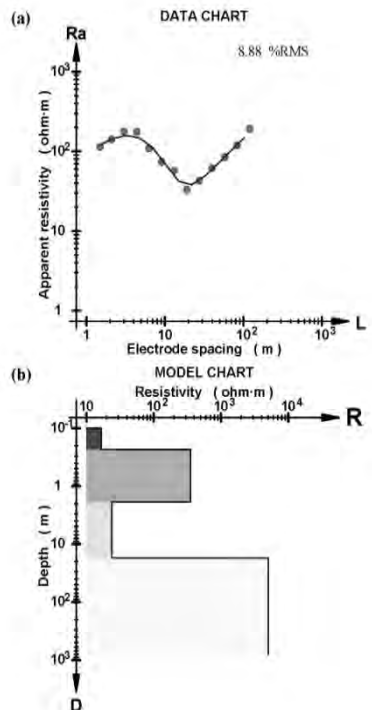 (a)
DATA CHART
Ra
8.88 %RMS
10³
10²
10
1
Apparent resistivity ( ohm·m )
1
10
10²
10³
L
Electrode spacing ( m )
(b)
MODEL CHART
Resistivity ( ohm·m )
10
10²
10³
10⁴
R
10⁻¹
1
10
10²
10³
Depth ( m )
D